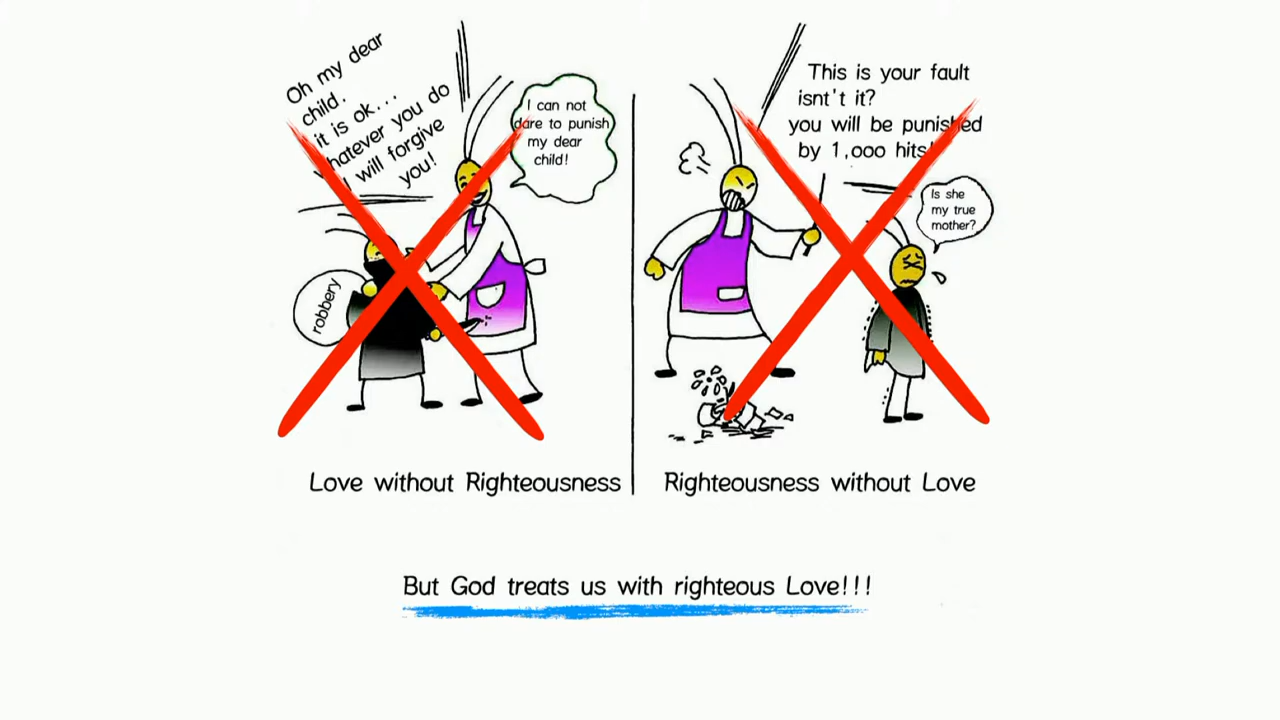 Oh my dear
child.
it is ok...
whatever you do
I will forgive
you!
I can not
dare to punish
my dear
child!
robbery
Love without Righteousness
This is your fault
isnt't it?
you will be punished
by 1,000 hits!
Is she
my true
mother?
Righteousness without Love
But God treats us with righteous Love!!!